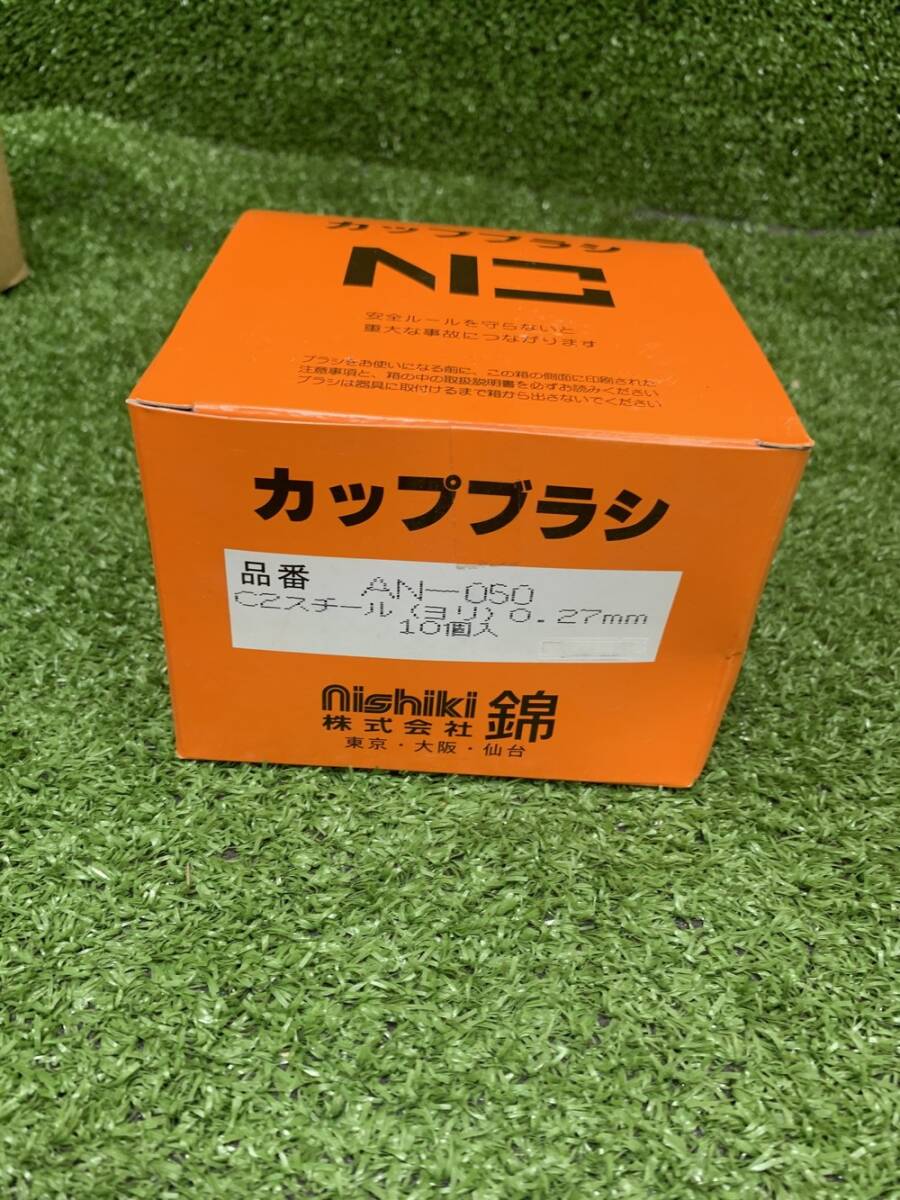 カップブラシ
安全ルールを守らないと
重大な事故につながります
ブラシをお使いになる前に、この箱の側面に印刷された
注意事項と、箱の中の取扱説明書を必ずお読みください
ブラシは器具に取付けるまで箱から出さないでください
カップブラシ
品番 AN-050
C2スチール(ヨリ) 0.27mm
10個入
nishiki 錦
株式会社
東京・大阪・仙台